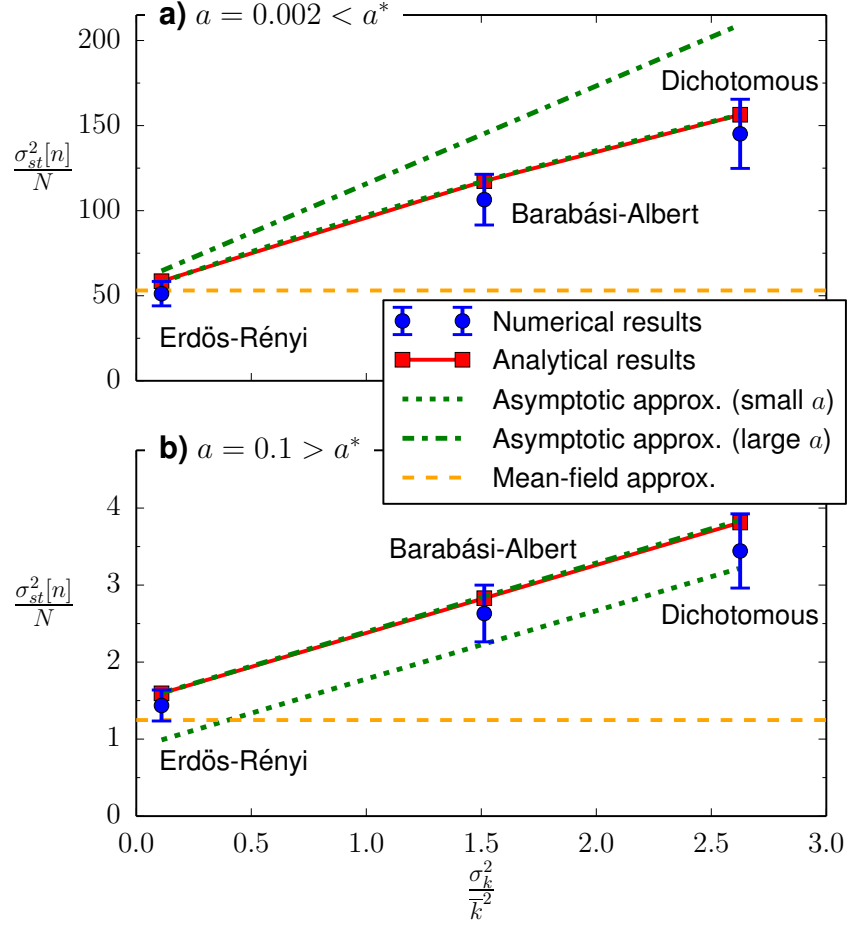 a) a = 0.002 < a*
200
150
100
50
0
σ²ₛₜ[n]
N
Dichotomous
Barabási-Albert
Erdös-Rényi
Numerical results
Analytical results
Asymptotic approx. (small a)
Asymptotic approx. (large a)
Mean-field approx.
b) a = 0.1 > a*
4
3
2
1
0
σ²ₛₜ[n]
N
Barabási-Albert
Dichotomous
Erdös-Rényi
0.0 0.5 1.0 1.5 2.0 2.5 3.0
σ²ₖ
k̅²